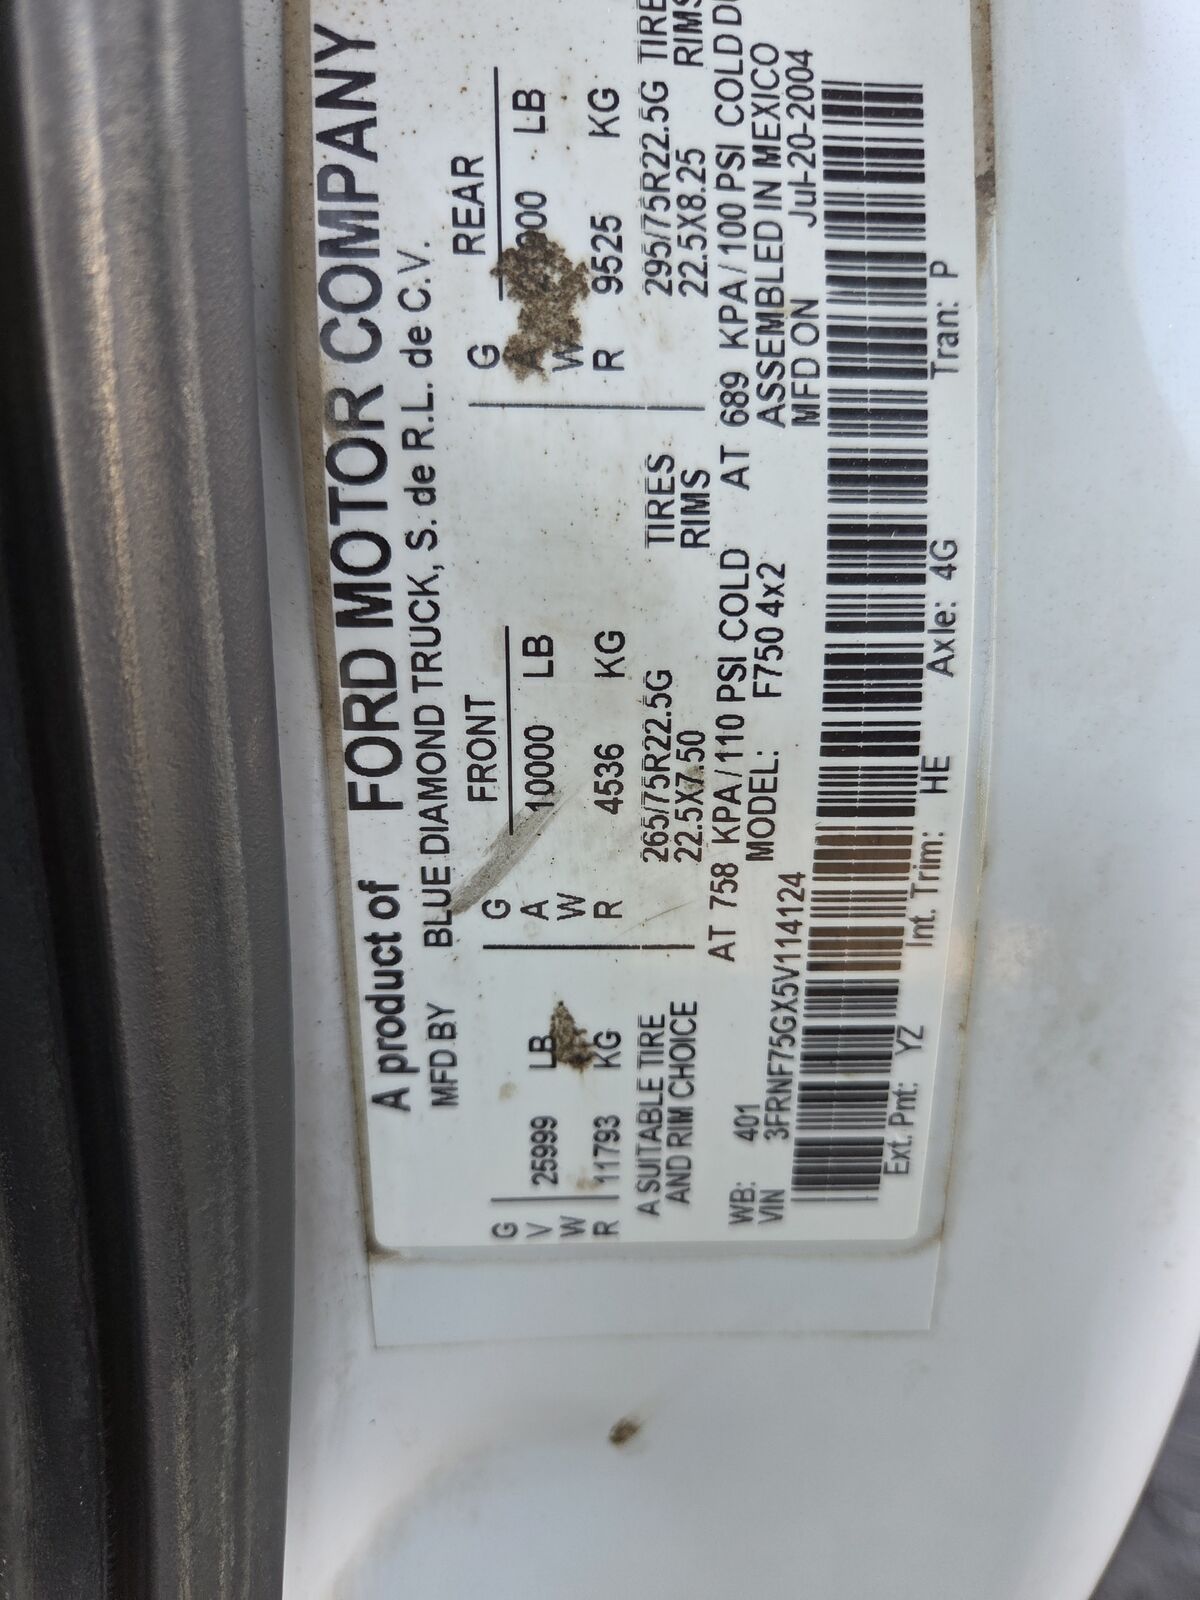 A product of FORD MOTOR COMPANY
MFD BY BLUE DIAMOND TRUCK, S. de R.L. de C.V.
FRONT REAR
G G G
V 25999 LB A 10000 LB LB
W W W
R 11793 KG R 4536 KG R 9525 KG
A SUITABLE TIRE 265/75R22.5G TIRES 295/75R22.5G
AND RIM CHOICE 22.5X7.50 RIMS 22.5X8.25 RIMS
AT 758 KPA/110 PSI COLD AT 689 KPA/100 PSI COLD
WB: 401 MODEL: F750 4x2 ASSEMBLED IN MEXICO
VIN 3FRNF75GX5V114124 MFD ON Jul-20-2004
Ext. Pnt: YZ Int. Trim: HE Axle: 4G Tran: P